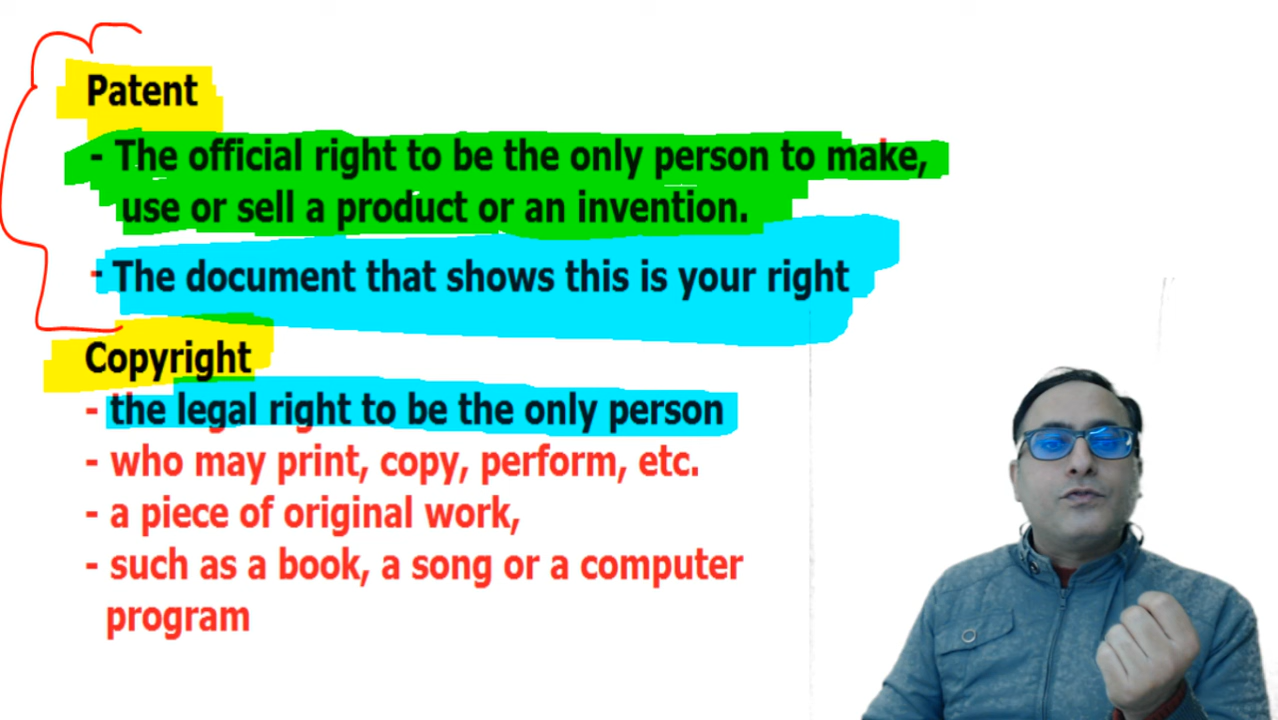 Patent
- The official right to be the only person to make,
use or sell a product or an invention.
- The document that shows this is your right
Copyright
- the legal right to be the only person
- who may print, copy, perform, etc.
- a piece of original work,
- such as a book, a song or a computer
program